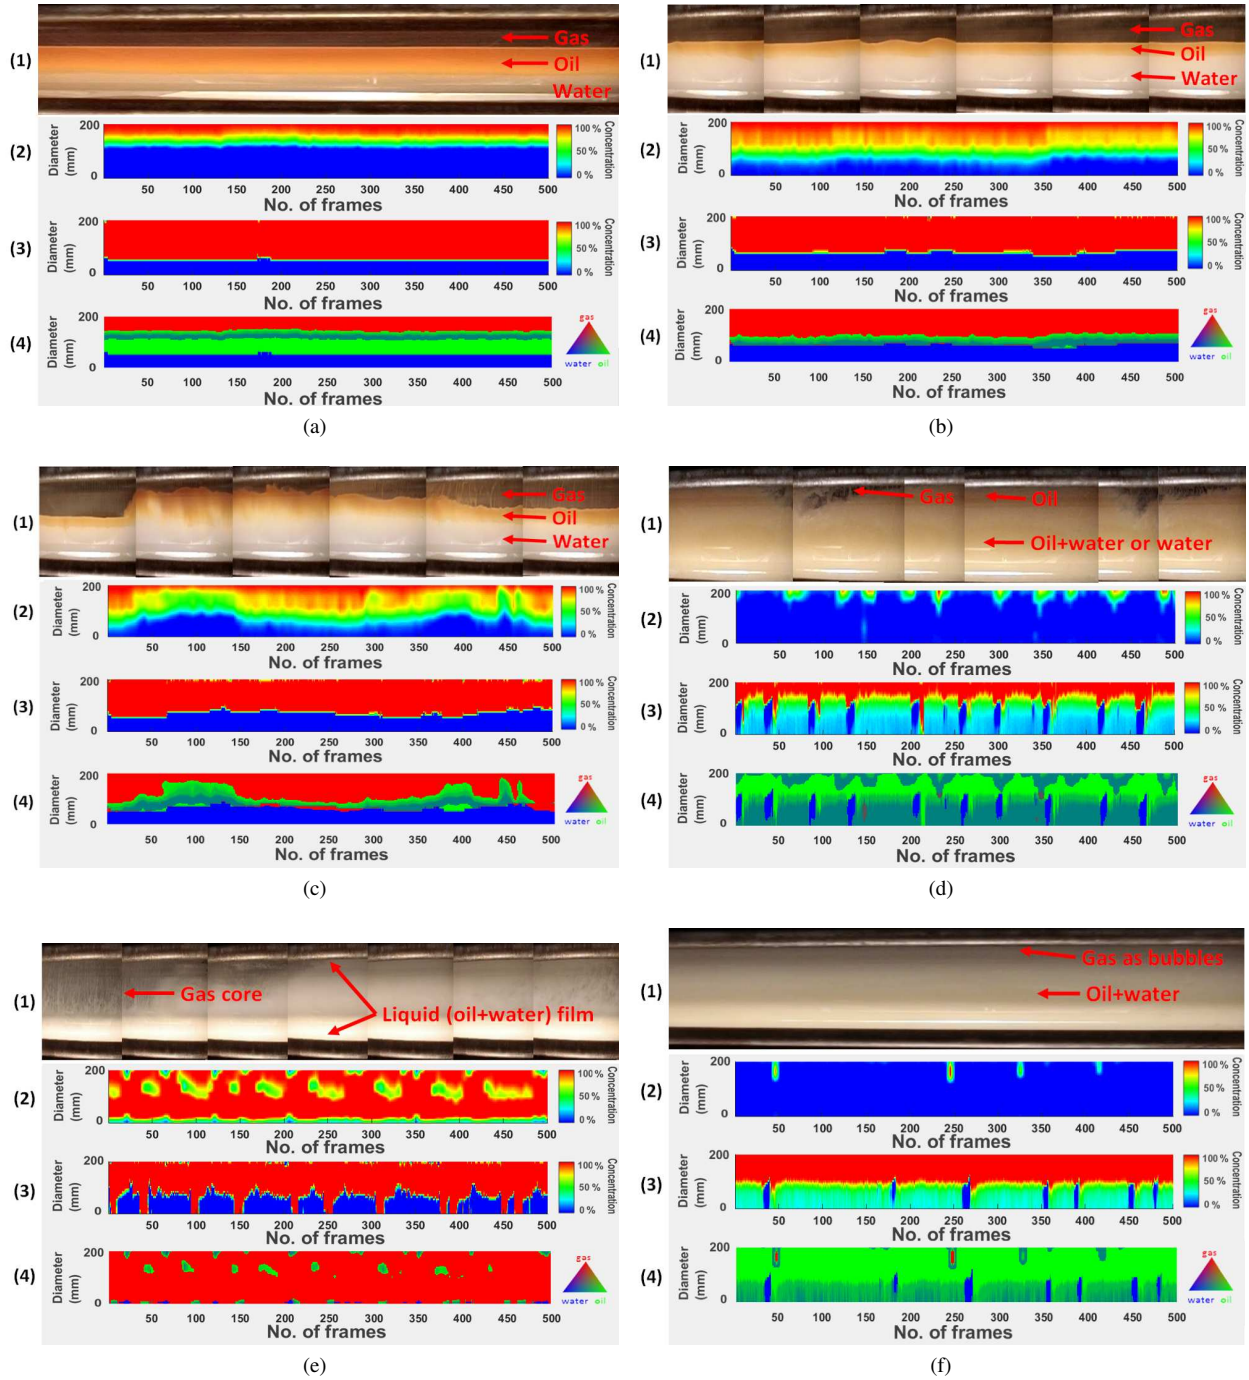 (1)
Gas
Oil
Water
(2)
Diameter (mm)
200
0
50 100 150 200 250 300 350 400 450 500
No. of frames
100 %
50 %
0 %
Concentration
(3)
Diameter (mm)
200
0
50 100 150 200 250 300 350 400 450 500
No. of frames
100 %
50 %
0 %
Concentration
(4)
Diameter (mm)
200
0
50 100 150 200 250 300 350 400 450 500
No. of frames
gas
water oil
(a)
(1)
Gas
Oil
Water
(2)
Diameter (mm)
200
0
50 100 150 200 250 300 350 400 450 500
No. of frames
100 %
50 %
0 %
Concentration
(3)
Diameter (mm)
200
0
50 100 150 200 250 300 350 400 450 500
No. of frames
100 %
50 %
0 %
Concentration
(4)
Diameter (mm)
200
0
50 100 150 200 250 300 350 400 450 500
No. of frames
gas
water oil
(b)
(1)
Gas
Oil
Water
(2)
Diameter (mm)
200
0
50 100 150 200 250 300 350 400 450 500
No. of frames
100 %
50 %
0 %
Concentration
(3)
Diameter (mm)
200
0
50 100 150 200 250 300 350 400 450 500
No. of frames
100 %
50 %
0 %
Concentration
(4)
Diameter (mm)
200
0
50 100 150 200 250 300 350 400 450 500
No. of frames
gas
water oil
(c)
(1)
Gas
Oil
Oil+water or water
(2)
Diameter (mm)
200
0
50 100 150 200 250 300 350 400 450 500
No. of frames
100 %
50 %
0 %
Concentration
(3)
Diameter (mm)
200
0
50 100 150 200 250 300 350 400 450 500
No. of frames
100 %
50 %
0 %
Concentration
(4)
Diameter (mm)
200
0
50 100 150 200 250 300 350 400 450 500
No. of frames
gas
water oil
(d)
(1)
Gas core
Liquid (oil+water) film
(2)
Diameter (mm)
200
0
50 100 150 200 250 300 350 400 450 500
No. of frames
100 %
50 %
0 %
Concentration
(3)
Diameter (mm)
200
0
50 100 150 200 250 300 350 400 450 500
No. of frames
100 %
50 %
0 %
Concentration
(4)
Diameter (mm)
200
0
50 100 150 200 250 300 350 400 450 500
No. of frames
gas
water oil
(e)
(1)
Gas as bubbles
Oil+water
(2)
Diameter (mm)
200
0
50 100 150 200 250 300 350 400 450 500
No. of frames
100 %
50 %
0 %
Concentration
(3)
Diameter (mm)
200
0
50 100 150 200 250 300 350 400 450 500
No. of frames
100 %
50 %
0 %
Concentration
(4)
Diameter (mm)
200
0
50 100 150 200 250 300 350 400 450 500
No. of frames
gas
water oil
(f)